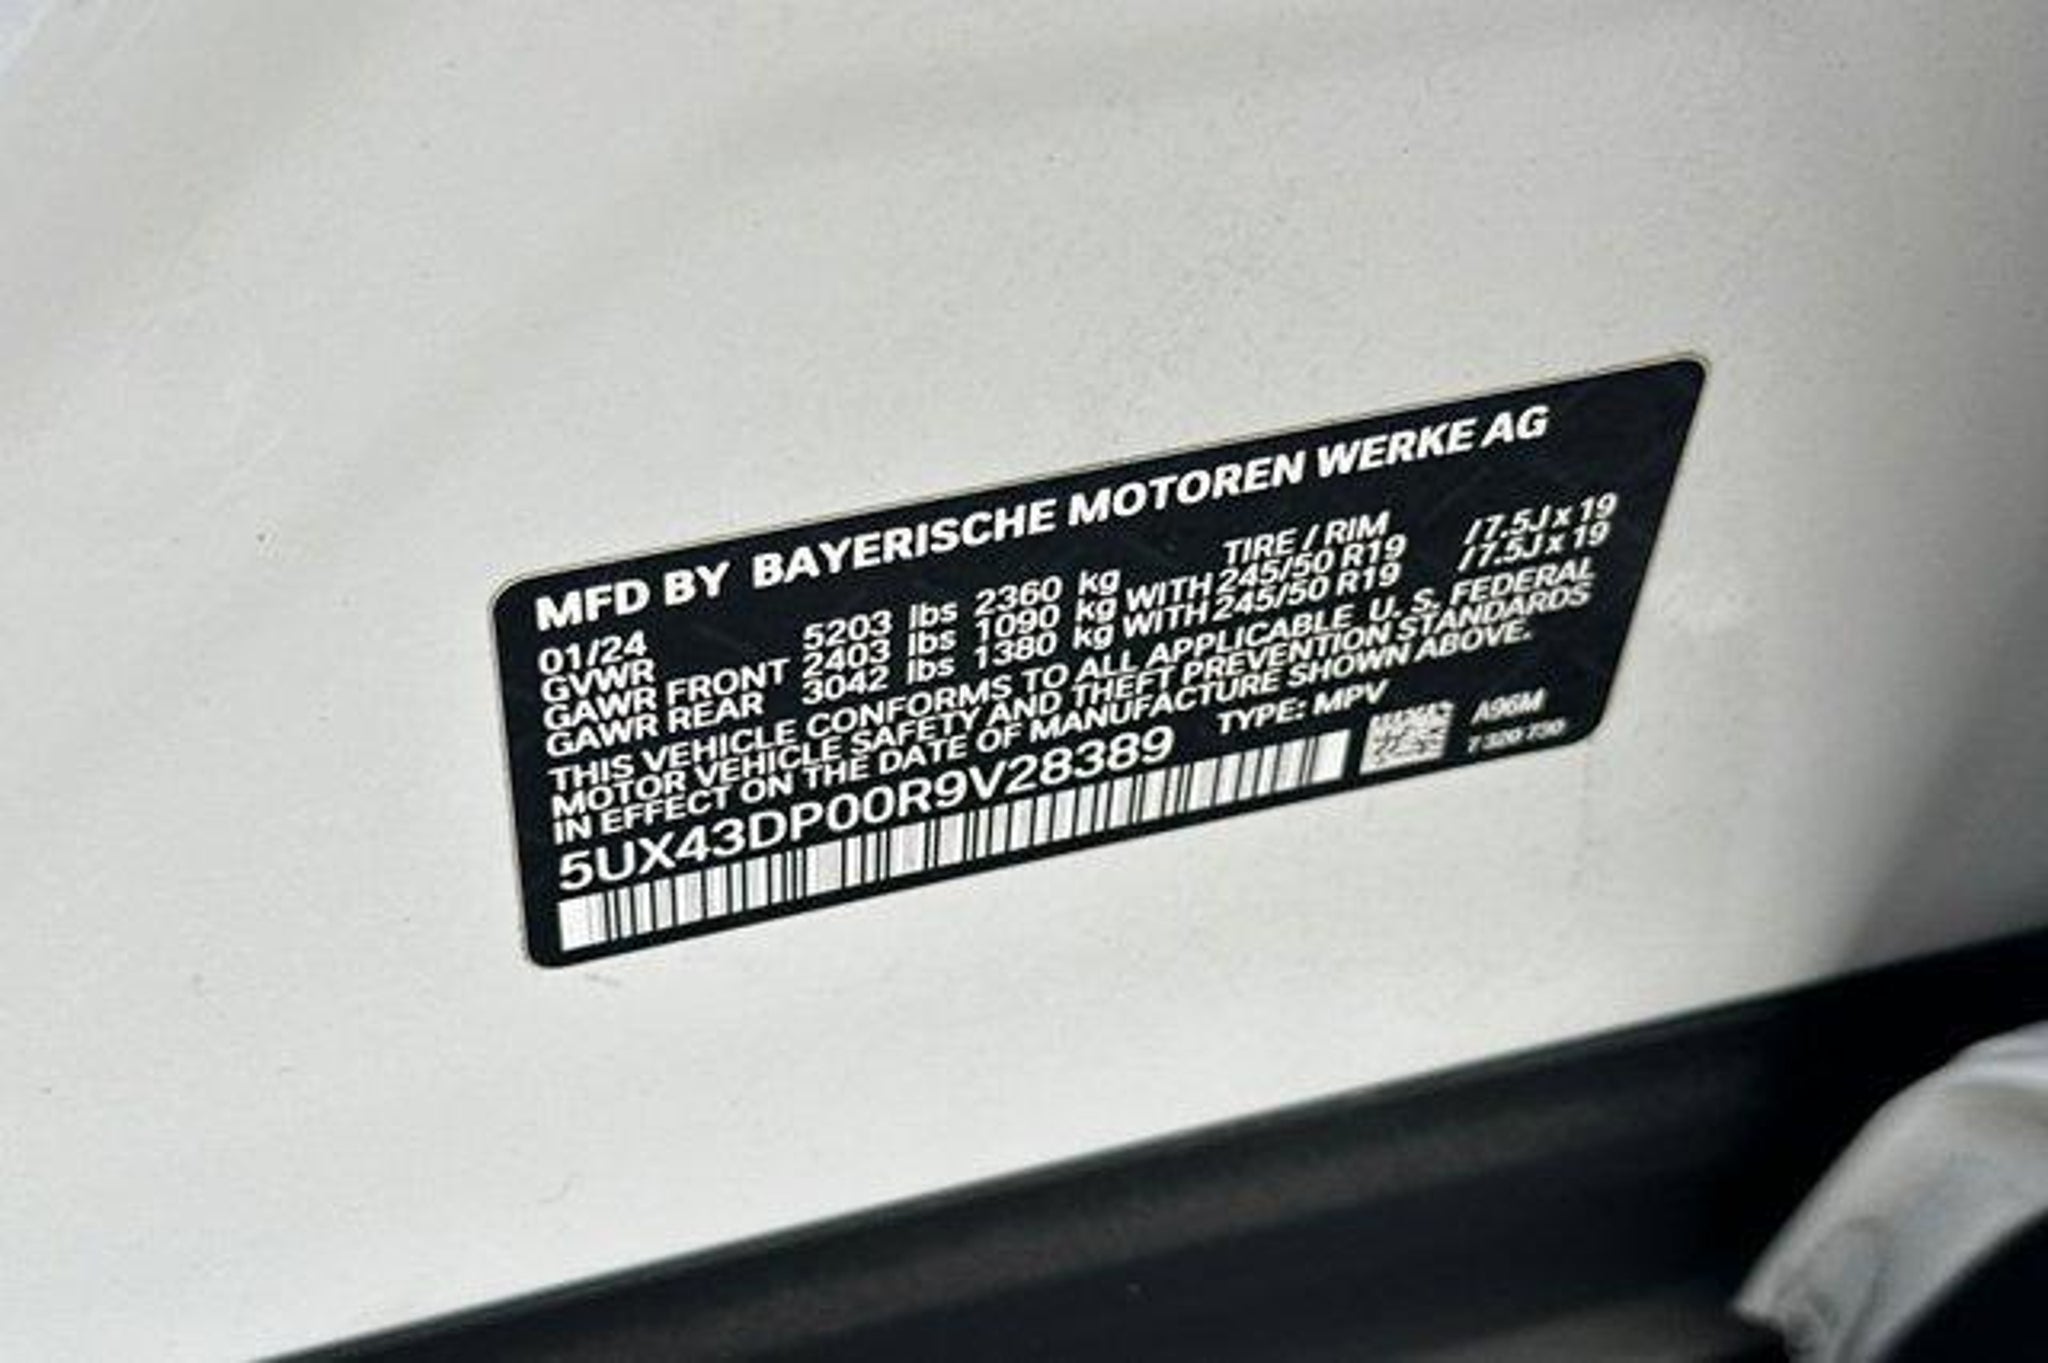 MFD BY BAYERISCHE MOTOREN WERKE AG
01/24 TIRE / RIM
GVWR 5203 lbs 2360 kg
GAWR FRONT 2403 lbs 1090 kg WITH 245/50 R19 /7.5J x 19
GAWR REAR 3042 lbs 1380 kg WITH 245/50 R19 /7.5J x 19
THIS VEHICLE CONFORMS TO ALL APPLICABLE U. S. FEDERAL
MOTOR VEHICLE SAFETY AND THEFT PREVENTION STANDARDS
IN EFFECT ON THE DATE OF MANUFACTURE SHOWN ABOVE.
5UX43DP00R9V28389 TYPE: MPV A96M